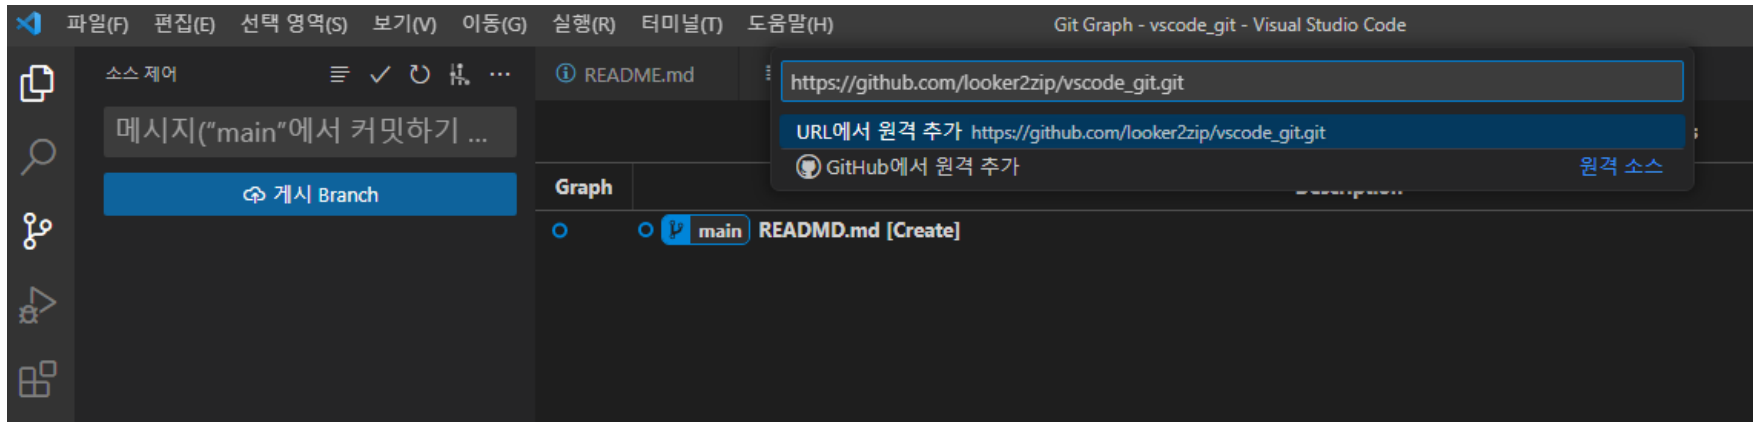 파일(F) 편집(E) 선택 영역(S) 보기(V) 이동(G) 실행(R) 터미널(T) 도움말(H) Git Graph - vscode_git - Visual Studio Code
소스 제어
README.md
https://github.com/looker2zip/vscode_git.git
메시지("main"에서 커밋하기 ...
URL에서 원격 추가 https://github.com/looker2zip/vscode_git.git
GitHub에서 원격 추가 원격 소스
게시 Branch
Graph Description
main READMD.md [Create]